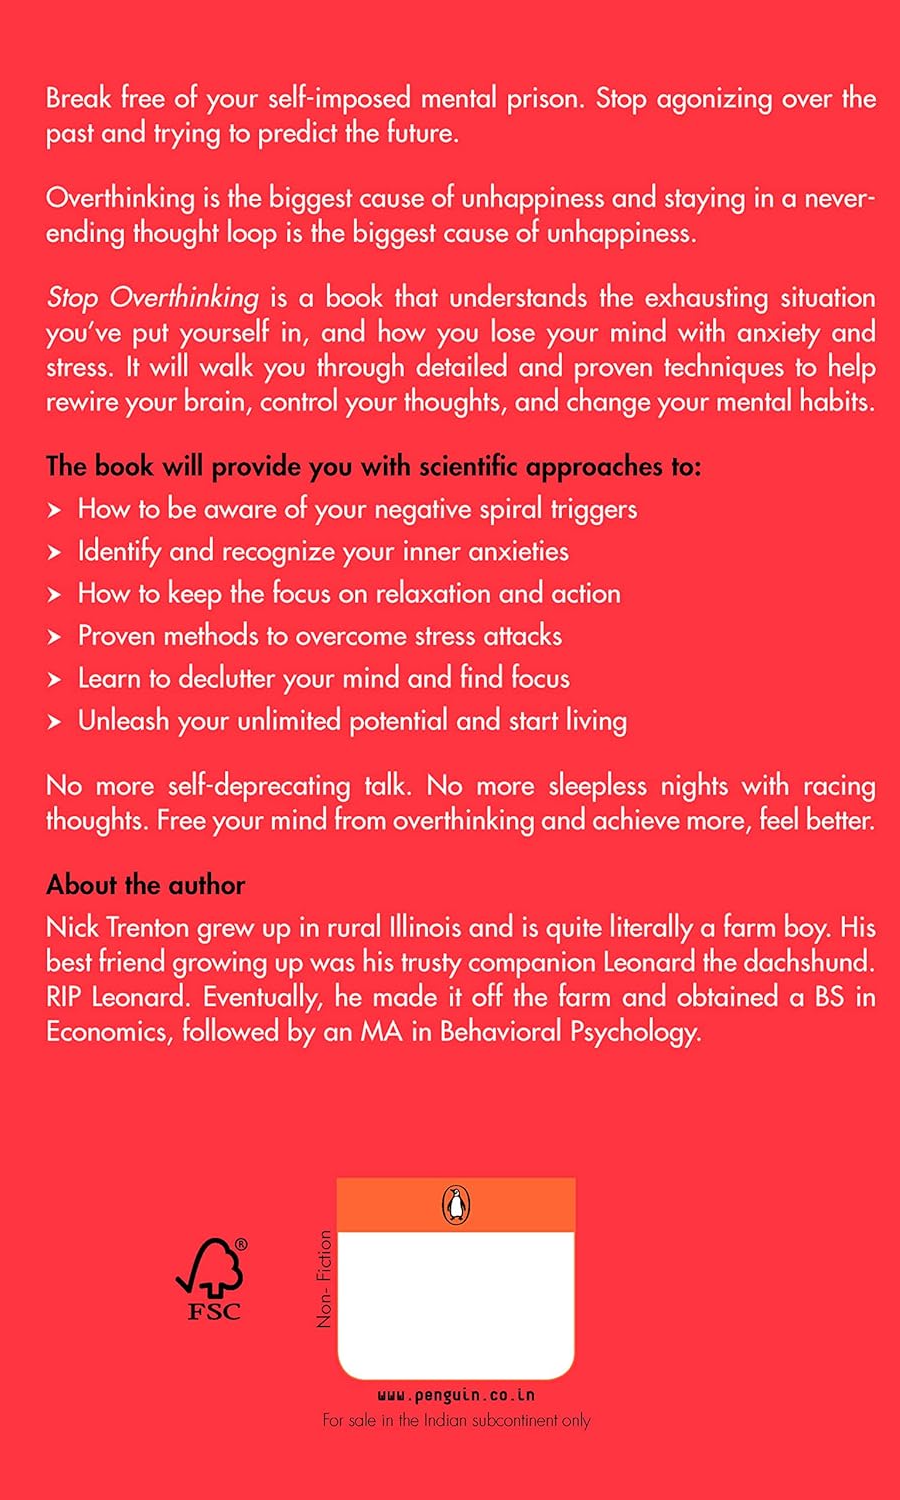 Break free of your self-imposed mental prison. Stop agonizing over the
past and trying to predict the future.
Overthinking is the biggest cause of unhappiness and staying in a never-
ending thought loop is the biggest cause of unhappiness.
Stop Overthinking is a book that understands the exhausting situation
you've put yourself in, and how you lose your mind with anxiety and
stress. It will walk you through detailed and proven techniques to help
rewire your brain, control your thoughts, and change your mental habits.
The book will provide you with scientific approaches to:
➤ How to be aware of your negative spiral triggers
➤ Identify and recognize your inner anxieties
➤ How to keep the focus on relaxation and action
➤ Proven methods to overcome stress attacks
➤ Learn to declutter your mind and find focus
➤ Unleash your unlimited potential and start living
No more self-deprecating talk. No more sleepless nights with racing
thoughts. Free your mind from overthinking and achieve more, feel better.
About the author
Nick Trenton grew up in rural Illinois and is quite literally a farm boy. His
best friend growing up was his trusty companion Leonard the dachshund.
RIP Leonard. Eventually, he made it off the farm and obtained a BS in
Economics, followed by an MA in Behavioral Psychology.
®
FSC
Non- Fiction
www.penguin.co.in
For sale in the Indian subcontinent only